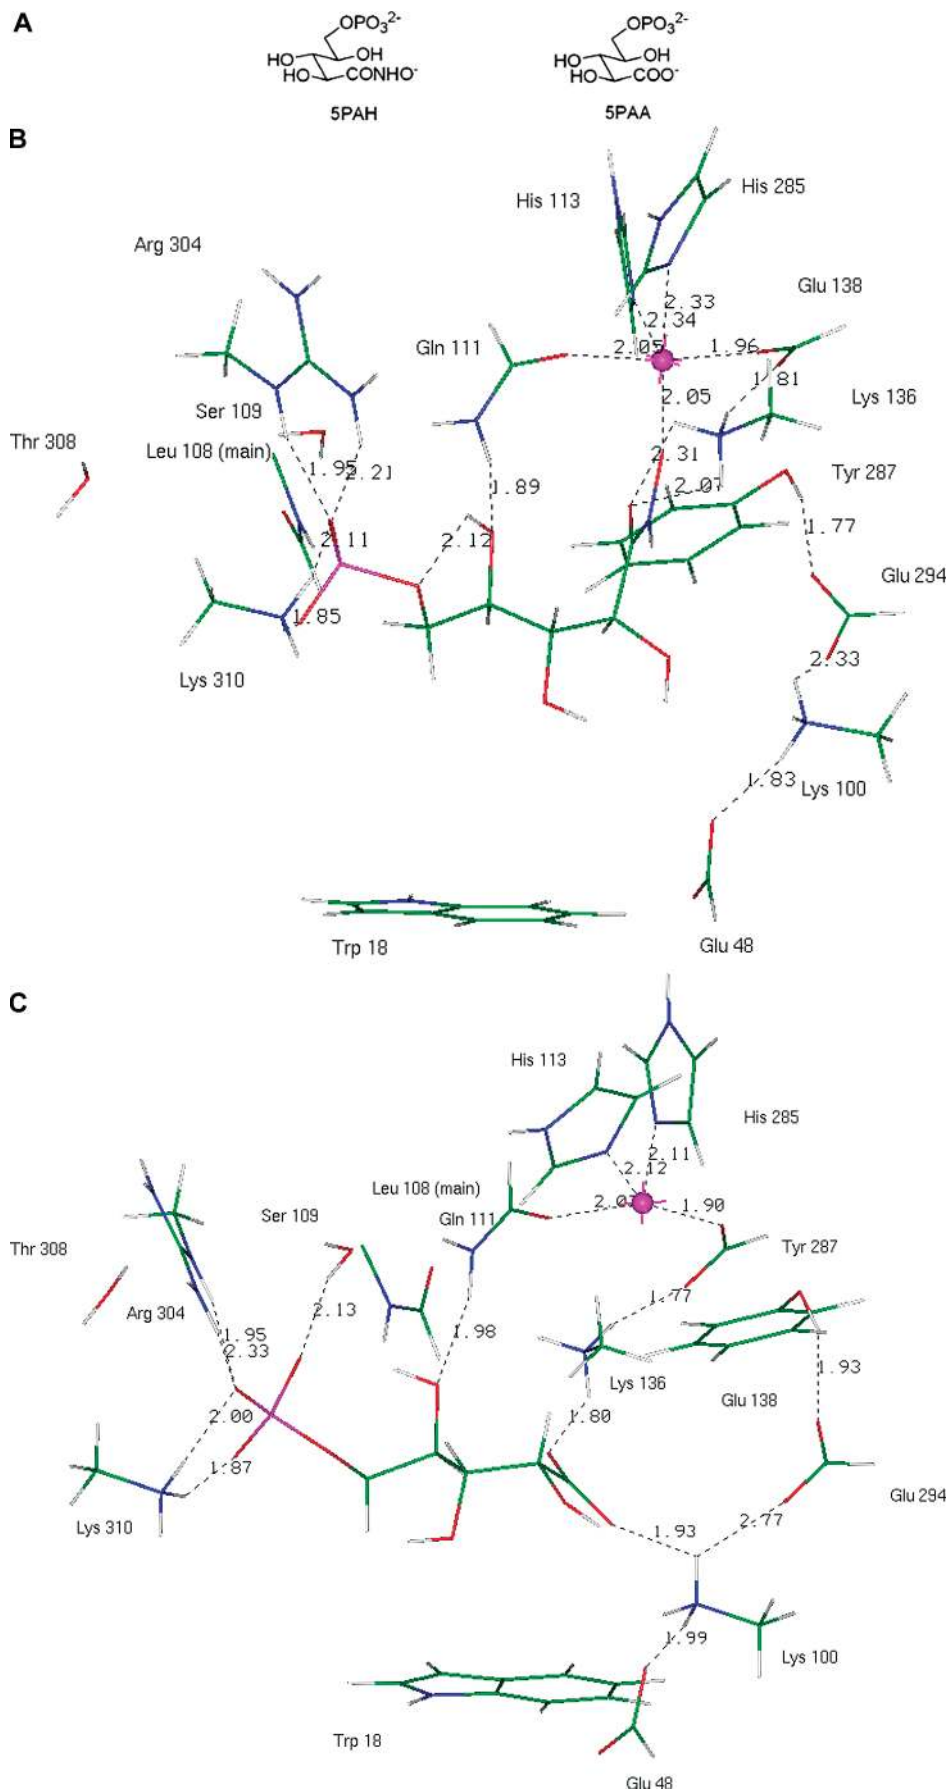 A
OPO₃²⁻ OPO₃²⁻
HO OH HO OH
HO CONHO⁻ HO COO⁻
5PAH 5PAA
B
His 113 His 285
Arg 304
2.33
Glu 138
2.34
Gln 111 2.05 1.96
1.81
2.05 Lys 136
Ser 109
Thr 308 Leu 108 (main) 2.31 Tyr 287
1.95 2.21
1.89 2.07
1.77
2.11 2.12
Glu 294
1.85
2.33
Lys 310
1.83 Lys 100
Trp 18 Glu 48
C
His 113
His 285
2.11
2.12
Leu 108 (main)
Ser 109 1.90
Gln 111
Thr 308 Tyr 287
1.77
Arg 304 2.13
1.95 1.98
2.33 Lys 136 1.93
Glu 138
2.00 1.80
1.87
Glu 294
Lys 310 1.93 2.77
1.99
Lys 100
Trp 18
Glu 48